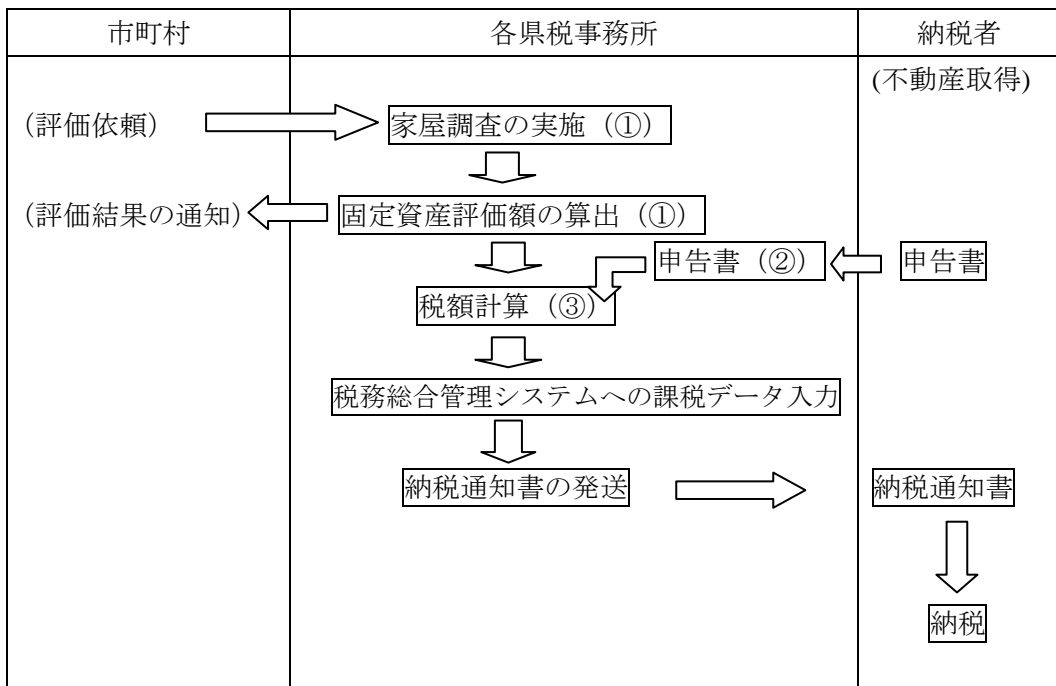 市町村 各県税事務所 納税者
(不動産取得)
（評価依頼） 家屋調査の実施（①）
（評価結果の通知） 固定資産評価額の算出（①）
申告書（②） 申告書
税額計算（③）
税務総合管理システムへの課税データ入力
納税通知書の発送 納税通知書
納税